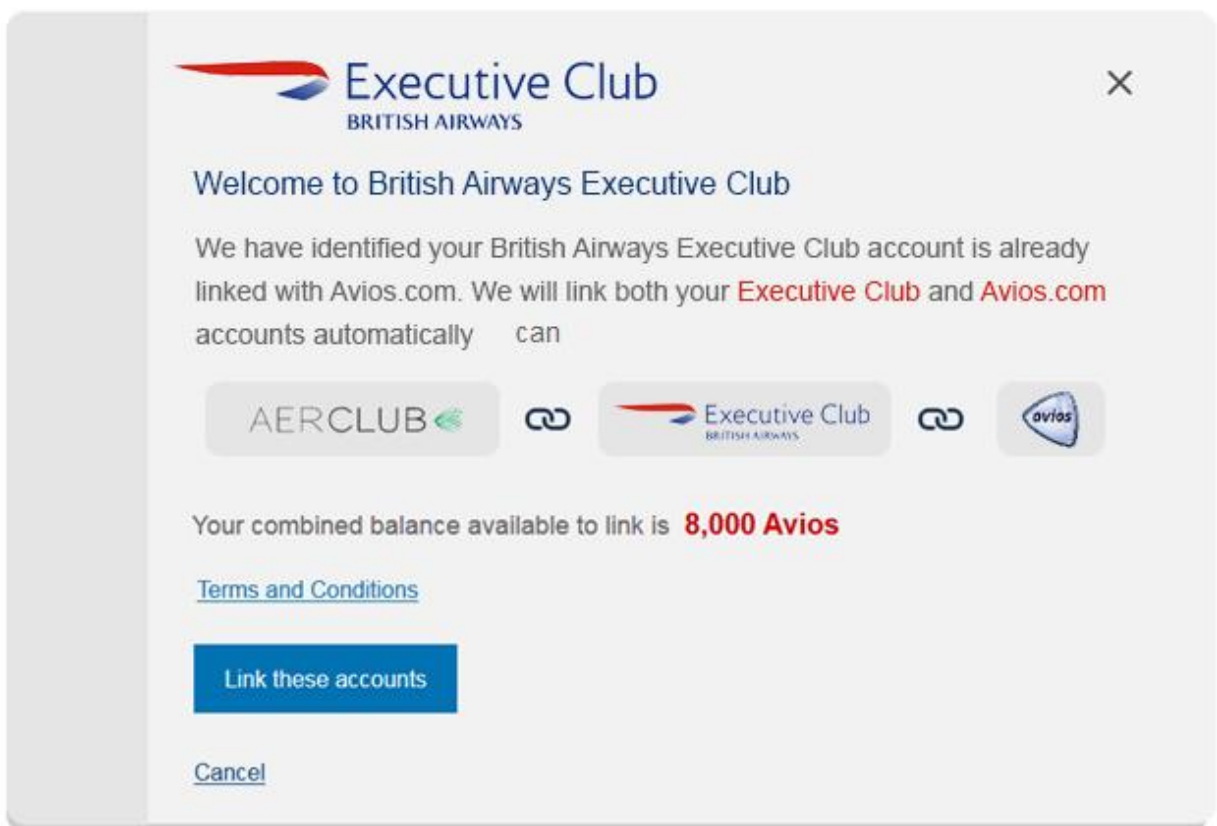 Executive Club
BRITISH AIRWAYS
Welcome to British Airways Executive Club
We have identified your British Airways Executive Club account is already
linked with Avios.com. We will link both your Executive Club and Avios.com
accounts automatically can
AERCLUB Executive Club avios
BRITISH AIRWAYS
Your combined balance available to link is 8,000 Avios
Terms and Conditions
Link these accounts
Cancel